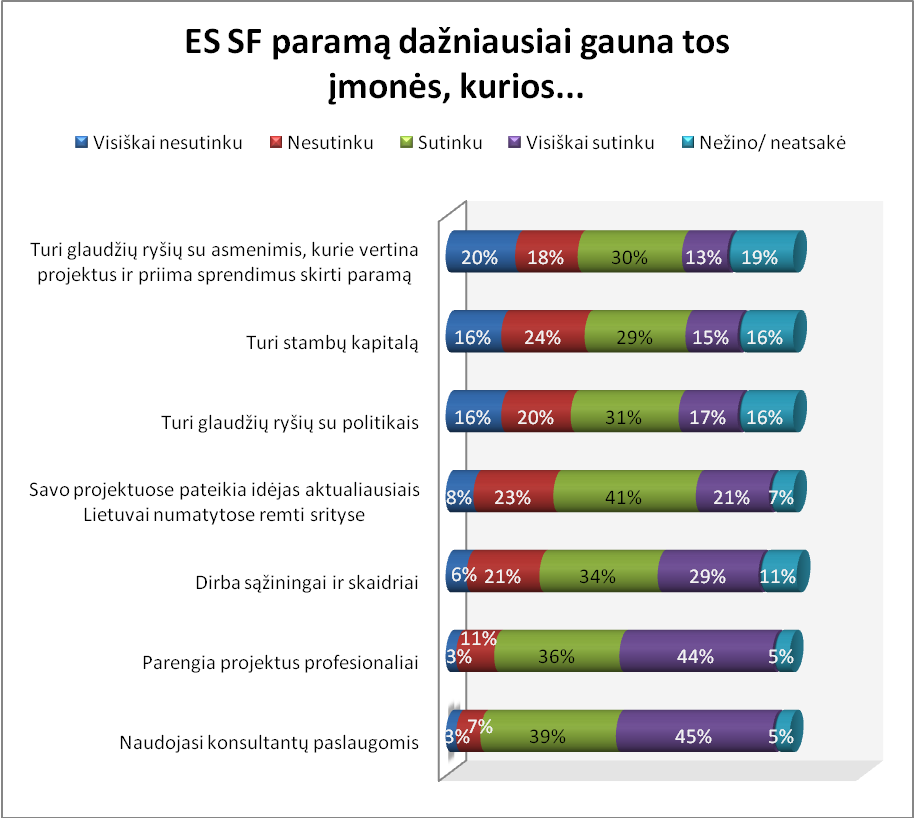 ES SF paramą dažniausiai gauna tos
įmonės, kurios...
Visiškai nesutinku Nesutinku Sutinku Visiškai sutinku Nežino/ neatsakė
Turi glaudžių ryšių su asmenimis, kurie vertina
projektus ir priima sprendimus skirti paramą
20% 18% 30% 13% 19%
Turi stambų kapitalą
16% 24% 29% 15% 16%
Turi glaudžių ryšių su politikais
16% 20% 31% 17% 16%
Savo projektuose pateikia idėjas aktualiausiais
Lietuvai numatytose remti srityse
8% 23% 41% 21% 7%
Dirba sąžiningai ir skaidriai
6% 21% 34% 29% 11%
Parengia projektus profesionaliai
3% 11% 36% 44% 5%
Naudojasi konsultantų paslaugomis
3% 7% 39% 45% 5%